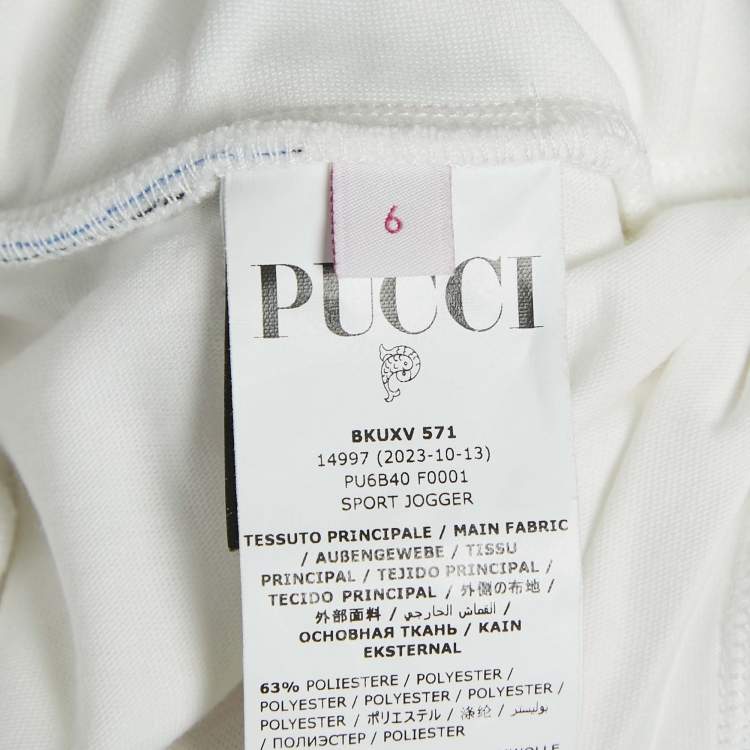 6
PUCCI
BKUXV 571
14997 (2023-10-13)
PU6B40 F0001
SPORT JOGGER
TESSUTO PRINCIPALE / MAIN FABRIC
/ AUßENGEWEBE / TISSU
PRINCIPAL / TEJIDO PRINCIPAL /
TECIDO PRINCIPAL / 外側の布地 /
外部面料 / القماش الخارجي /
ОСНОВНАЯ ТКАНЬ / KAIN
EKSTERNAL
63% POLIESTERE / POLYESTER /
POLYESTER / POLYESTER / POLYESTER /
POLYESTER / ポリエステル / 涤纶 / بوليستر
/ ПОЛИЭСТЕР / POLIESTER